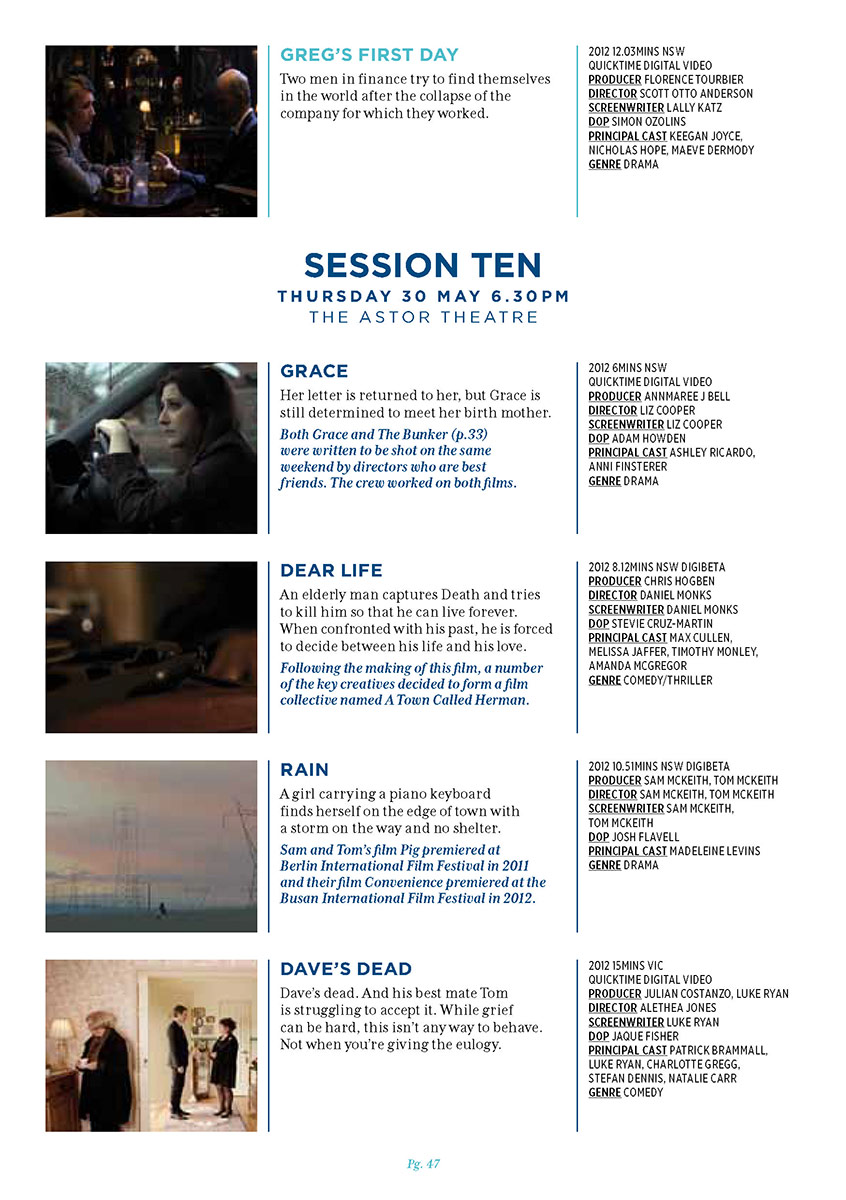 GREG'S FIRST DAY
Two men in finance try to find themselves
in the world after the collapse of the
company for which they worked.
2012 12.03MINS NSW
QUICKTIME DIGITAL VIDEO
PRODUCER FLORENCE TOURBIER
DIRECTOR SCOTT OTTO ANDERSON
SCREENWRITER LALLY KATZ
DOP SIMON OZOLINS
PRINCIPAL CAST KEEGAN JOYCE,
NICHOLAS HOPE, MAEVE DERMODY
GENRE DRAMA
SESSION TEN
THURSDAY 30 MAY 6.30PM
THE ASTOR THEATRE
GRACE
Her letter is returned to her, but Grace is
still determined to meet her birth mother.
Both Grace and The Bunker (p.33)
were written to be shot on the same
weekend by directors who are best
friends. The crew worked on both films.
2012 6MINS NSW
QUICKTIME DIGITAL VIDEO
PRODUCER ANNMAREE J BELL
DIRECTOR LIZ COOPER
SCREENWRITER LIZ COOPER
DOP ADAM HOWDEN
PRINCIPAL CAST ASHLEY RICARDO,
ANNI FINSTERER
GENRE DRAMA
DEAR LIFE
An elderly man captures Death and tries
to kill him so that he can live forever.
When confronted with his past, he is forced
to decide between his life and his love.
Following the making of this film, a number
of the key creatives decided to form a film
collective named A Town Called Herman.
2012 8.12MINS NSW DIGIBETA
PRODUCER CHRIS HOGBEN
DIRECTOR DANIEL MONKS
SCREENWRITER DANIEL MONKS
DOP STEVIE CRUZ-MARTIN
PRINCIPAL CAST MAX CULLEN,
MELISSA JAFFER, TIMOTHY MONLEY,
AMANDA MCGREGOR
GENRE COMEDY/THRILLER
RAIN
A girl carrying a piano keyboard
finds herself on the edge of town with
a storm on the way and no shelter.
Sam and Tom's film Pig premiered at
Berlin International Film Festival in 2011
and their film Convenience premiered at the
Busan International Film Festival in 2012.
2012 10.51MINS NSW DIGIBETA
PRODUCER SAM MCKEITH, TOM MCKEITH
DIRECTOR SAM MCKEITH, TOM MCKEITH
SCREENWRITER SAM MCKEITH,
TOM MCKEITH
DOP JOSH FLAVELL
PRINCIPAL CAST MADELEINE LEVINS
GENRE DRAMA
DAVE'S DEAD
Dave's dead. And his best mate Tom
is struggling to accept it. While grief
can be hard, this isn't any way to behave.
Not when you're giving the eulogy.
2012 15MINS VIC
QUICKTIME DIGITAL VIDEO
PRODUCER JULIAN COSTANZO, LUKE RYAN
DIRECTOR ALETHEA JONES
SCREENWRITER LUKE RYAN
DOP JAQUE FISHER
PRINCIPAL CAST PATRICK BRAMMALL,
LUKE RYAN, CHARLOTTE GREGG,
STEFAN DENNIS, NATALIE CARR
GENRE COMEDY
Pg. 47